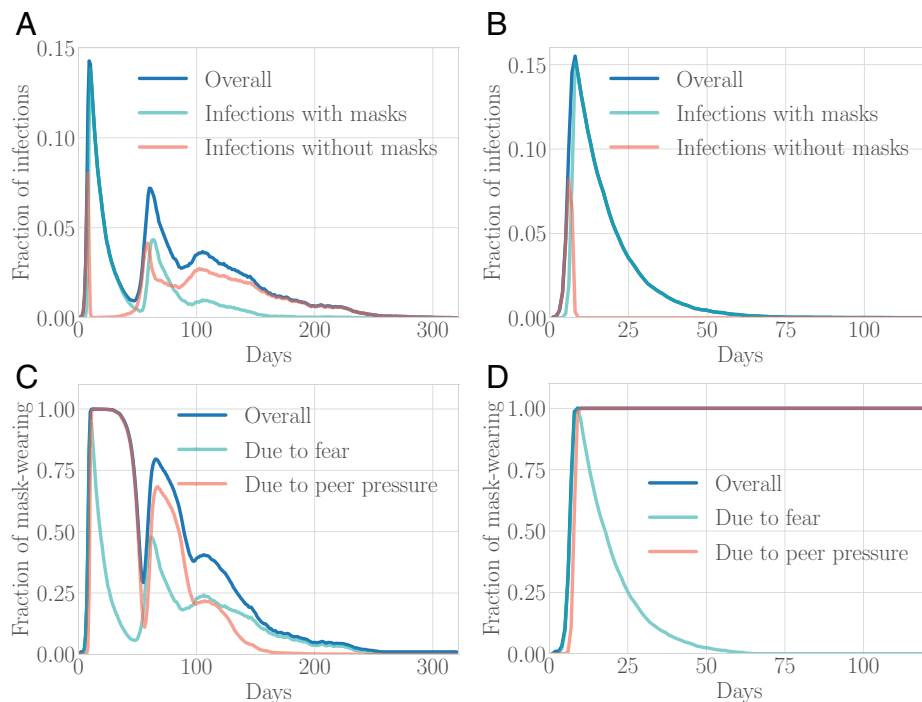 A
Fraction of infections
0.15
0.10
0.05
0.00
Overall
Infections with masks
Infections without masks
0
100
200
300
Days
B
Fraction of infections
0.15
0.10
0.05
0.00
Overall
Infections with masks
Infections without masks
0
25
50
75
100
Days
C
Fraction of mask-wearing
1.00
0.75
0.50
0.25
0.00
Overall
Due to fear
Due to peer pressure
0
100
200
300
Days
D
Fraction of mask-wearing
1.00
0.75
0.50
0.25
0.00
Overall
Due to fear
Due to peer pressure
0
25
50
75
100
Days